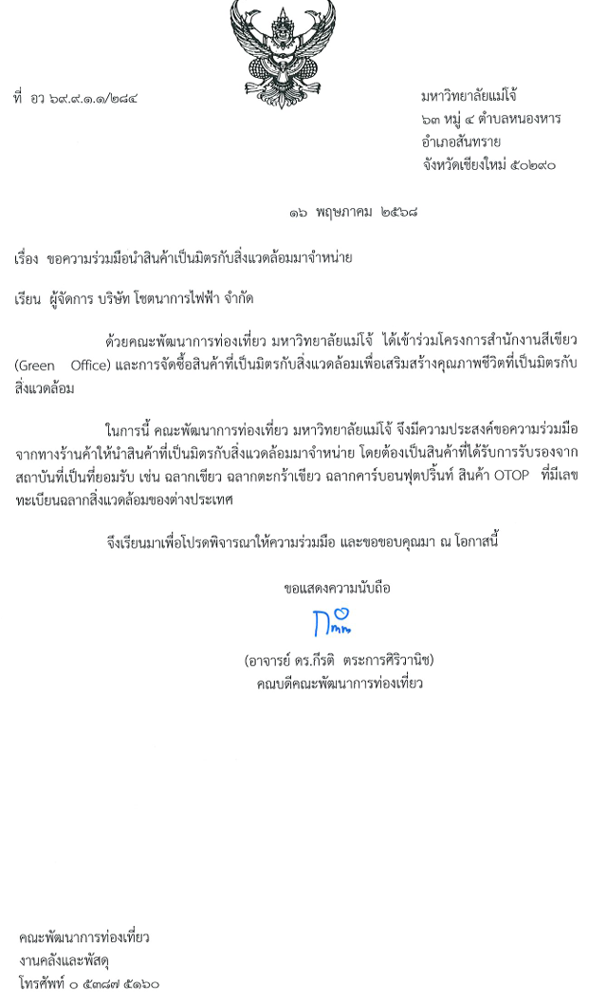 ที่ อว ๖๙.๙.๑.๑/๒๘๔
มหาวิทยาลัยแม่โจ้
๖๓ หมู่ ๔ ตำบลหนองหาร
อำเภอสันทราย
จังหวัดเชียงใหม่ ๕๐๒๙๐
๑๖ พฤษภาคม ๒๕๖๘
เรื่อง ขอความร่วมมือนำสินค้าเป็นมิตรกับสิ่งแวดล้อมมาจำหน่าย
เรียน ผู้จัดการ บริษัท โชตนาการไฟฟ้า จำกัด
ด้วยคณะพัฒนาการท่องเที่ยว มหาวิทยาลัยแม่โจ้ ได้เข้าร่วมโครงการสำนักงานสีเขียว
(Green Office) และการจัดซื้อสินค้าที่เป็นมิตรกับสิ่งแวดล้อมเพื่อเสริมสร้างคุณภาพชีวิตที่เป็นมิตรกับ
สิ่งแวดล้อม
ในการนี้ คณะพัฒนาการท่องเที่ยว มหาวิทยาลัยแม่โจ้ จึงมีความประสงค์ขอความร่วมมือ
จากทางร้านค้าให้นำสินค้าที่เป็นมิตรกับสิ่งแวดล้อมมาจำหน่าย โดยต้องเป็นสินค้าที่ได้รับการรับรองจาก
สถาบันที่เป็นที่ยอมรับ เช่น ฉลากเขียว ฉลากตะกร้าเขียว ฉลากคาร์บอนฟุตปริ้นท์ สินค้า OTOP ที่มีเลข
ทะเบียนฉลากสิ่งแวดล้อมของต่างประเทศ
จึงเรียนมาเพื่อโปรดพิจารณาให้ความร่วมมือ และขอขอบคุณมา ณ โอกาสนี้
ขอแสดงความนับถือ
(อาจารย์ ดร.กีรติ ตระการศิริวานิช)
คณบดีคณะพัฒนาการท่องเที่ยว
คณะพัฒนาการท่องเที่ยว
งานคลังและพัสดุ
โทรศัพท์ ๐ ๕๓๘๗ ๕๑๖๐